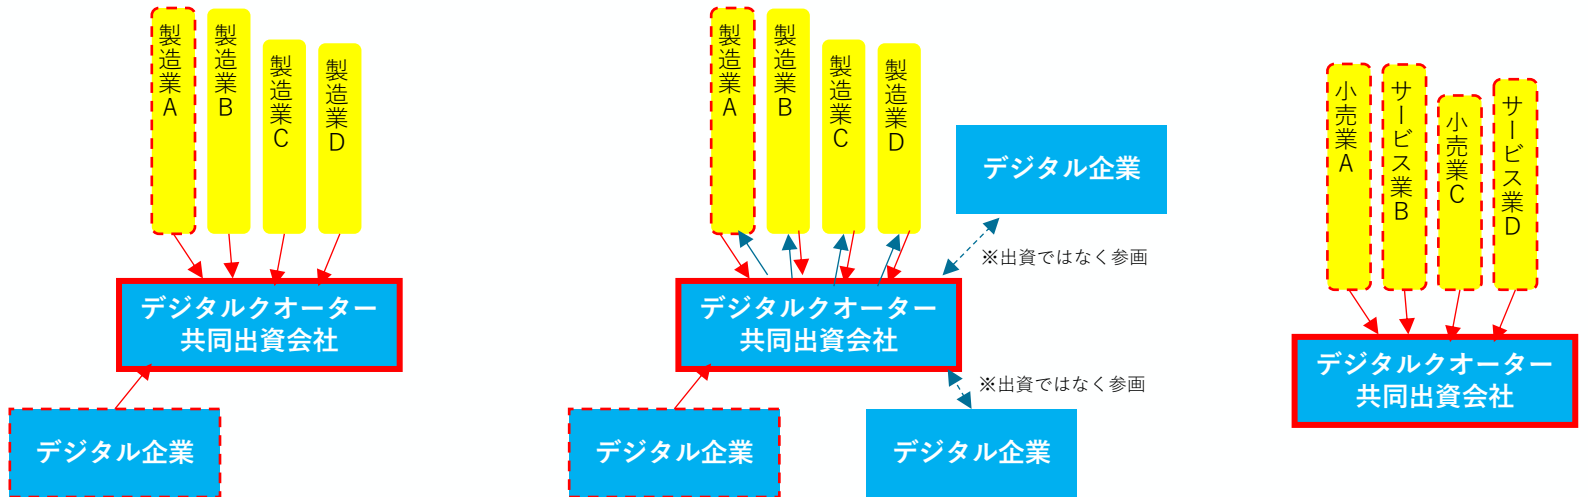 製造業A
製造業B
製造業C
製造業D
デジタルクオーター
共同出資会社
デジタル企業
製造業A
製造業B
製造業C
製造業D
デジタル企業
※出資ではなく参画
デジタルクオーター
共同出資会社
※出資ではなく参画
デジタル企業
デジタル企業
小売業A
サービス業B
小売業C
サービス業D
デジタルクオーター
共同出資会社